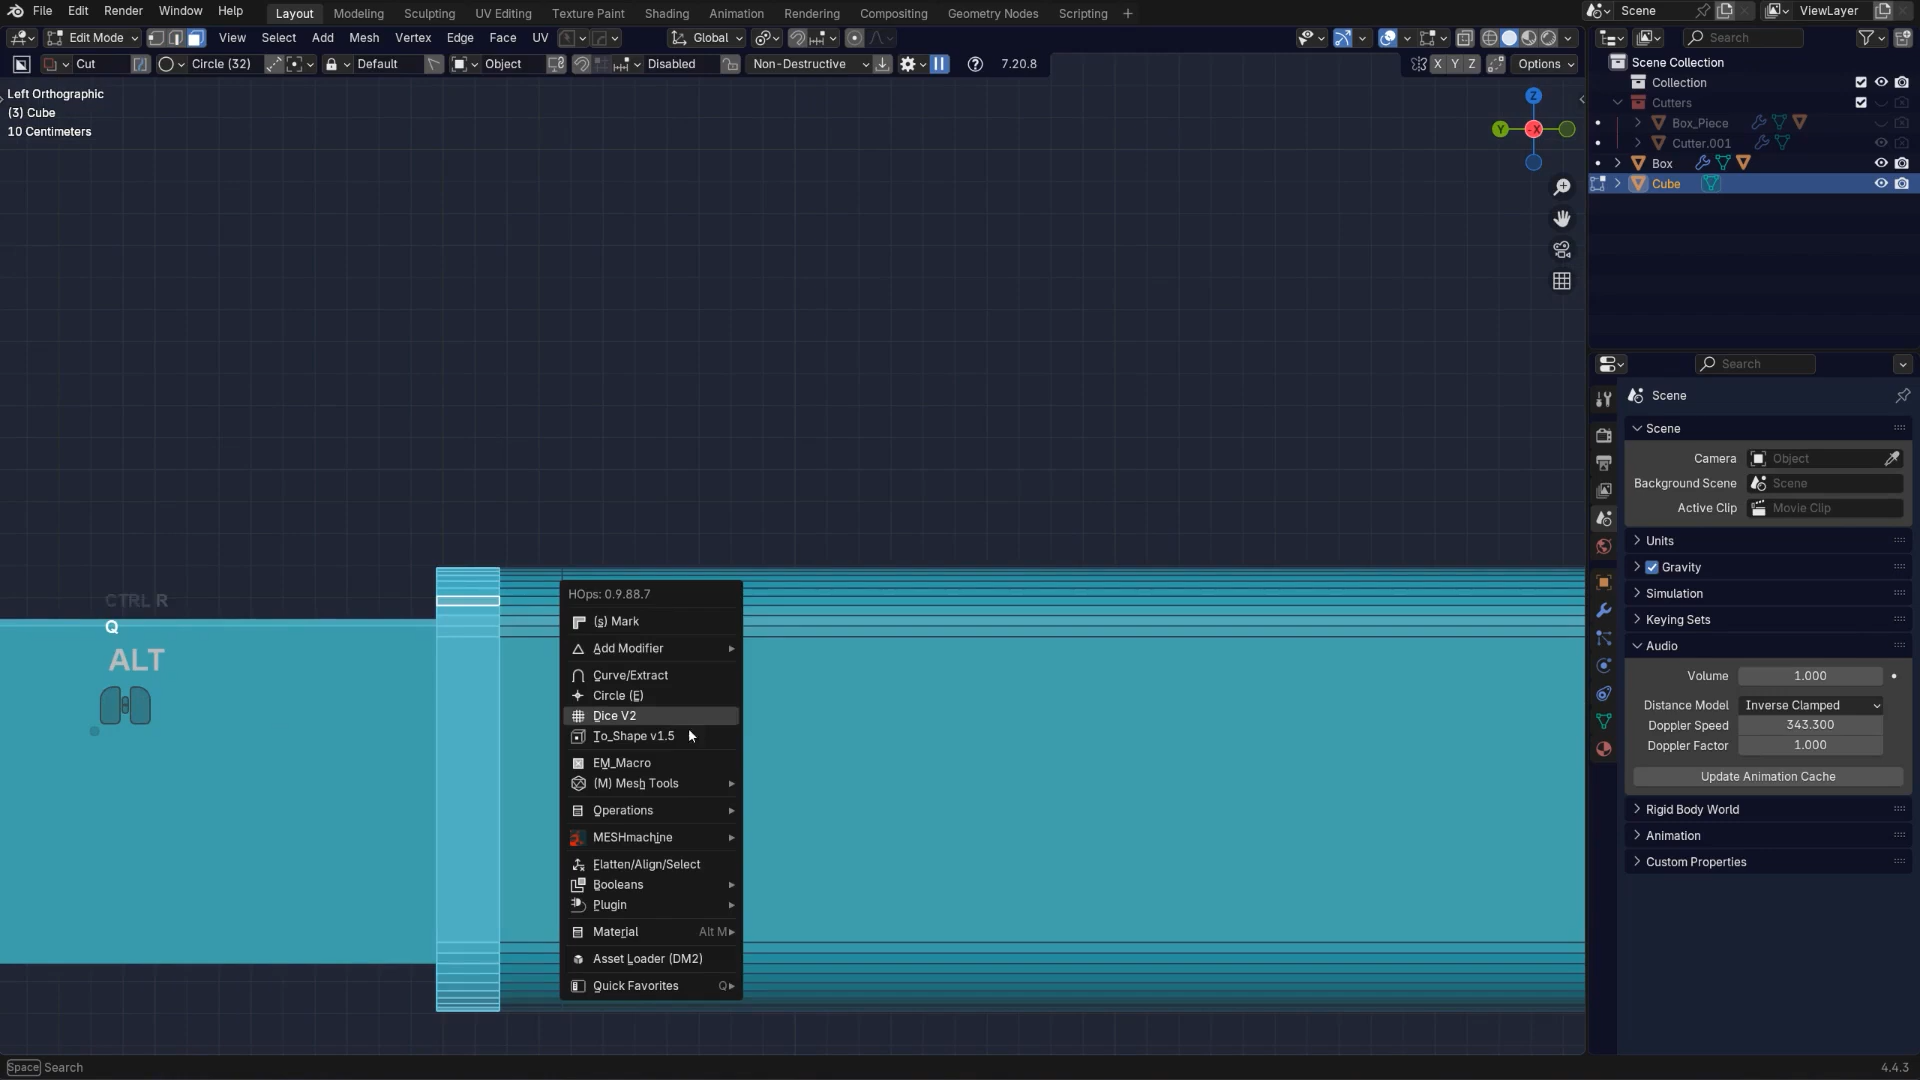 File Edit Render Window Help Layout Modeling Sculpting UV Editing Texture Paint Shading Animation Rendering Compositing Geometry Nodes Scripting + Scene ViewLayer
Edit Mode View Select Add Mesh Vertex Edge Face UV Global Search
Cut Circle (32) Default Object Disabled Non-Destructive 7.20.8 X Y Z Options
Scene Collection
Collection
Cutters
Box_Piece
Cutter.001
Box
Cube
Left Orthographic
(3) Cube
10 Centimeters
Z
Y
-X
Search
Scene
Scene
Camera Object
Background Scene Scene
Active Clip Movie Clip
Units
Gravity
Simulation
Keying Sets
Audio
Volume 1.000
Distance Model Inverse Clamped
Doppler Speed 343.300
Doppler Factor 1.000
Update Animation Cache
Rigid Body World
Animation
Custom Properties
HOps: 0.9.88.7
(s) Mark
Add Modifier
Curve/Extract
Circle (E)
Dice V2
To_Shape v1.5
EM_Macro
(M) Mesh Tools
Operations
MESHmachine
Flatten/Align/Select
Booleans
Plugin
Material Alt M
Asset Loader (DM2)
Quick Favorites Q
CTRL R
Q
ALT
Space Search
4.4.3